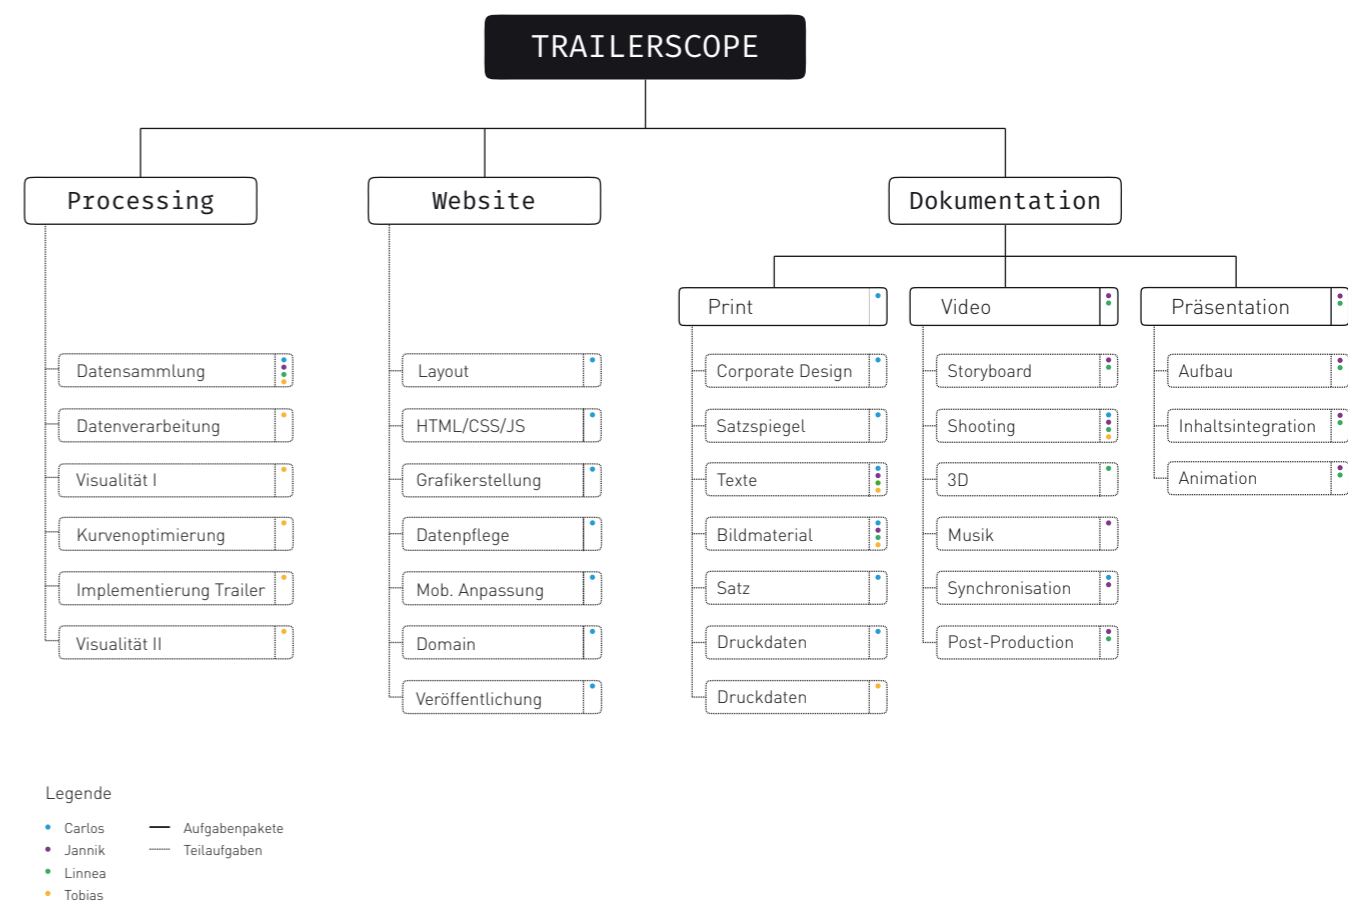 TRAILERSCOPE
Processing
Website
Dokumentation
Print
Video
Präsentation
Datensammlung
Datenverarbeitung
Visualität I
Kurvenoptimierung
Implementierung Trailer
Visualität II
Layout
HTML/CSS/JS
Grafikerstellung
Datenpflege
Mob. Anpassung
Domain
Veröffentlichung
Corporate Design
Satzspiegel
Texte
Bildmaterial
Satz
Druckdaten
Druckdaten
Storyboard
Shooting
3D
Musik
Synchronisation
Post-Production
Aufbau
Inhaltsintegration
Animation
Legende
Carlos
Jannik
Linnea
Tobias
Aufgabenpakete
Teilaufgaben